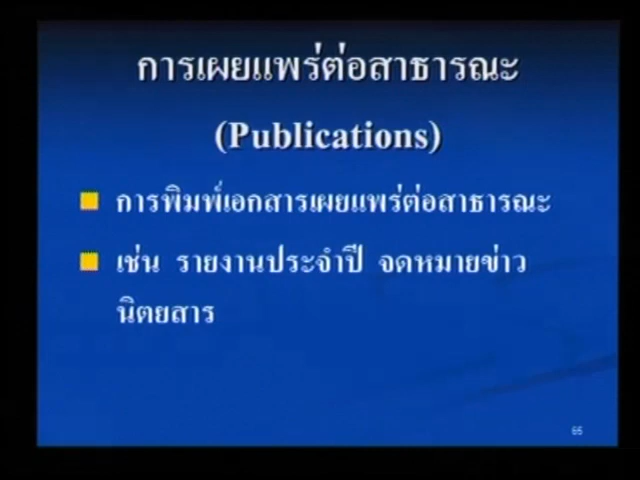 การเผยแพร่ต่อสาธารณะ
(Publications)
การพิมพ์เอกสารเผยแพร่ต่อสาธารณะ
เช่น รายงานประจำปี จดหมายข่าว
นิตยสาร
65